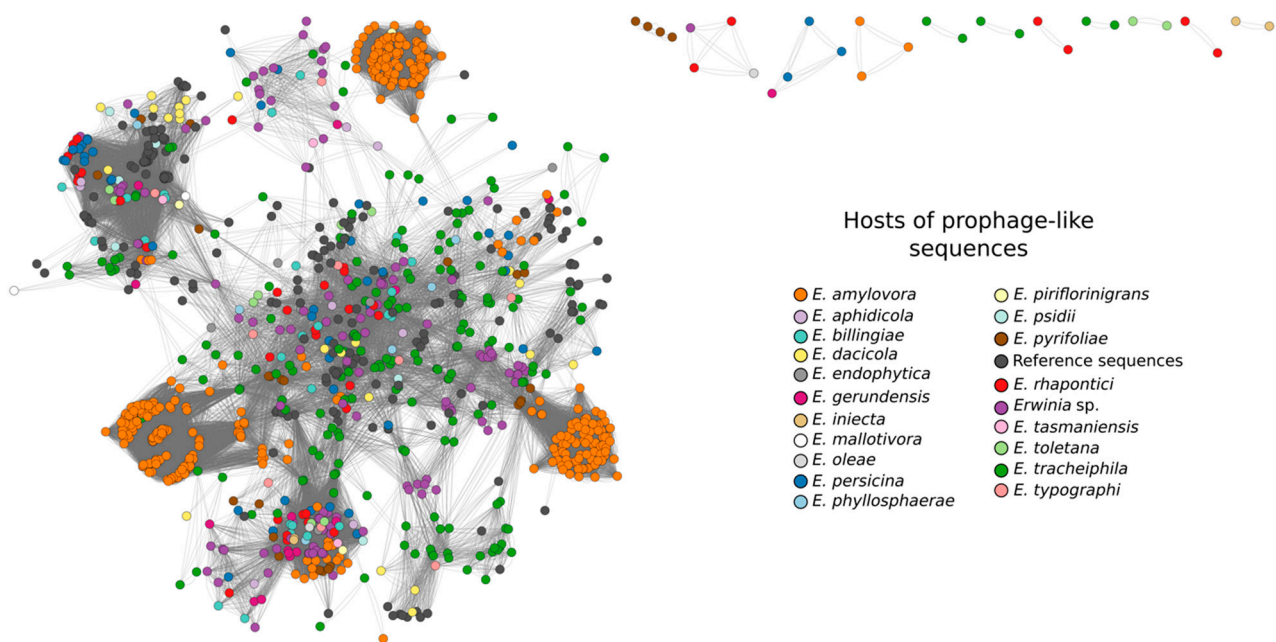 Hosts of prophage-like
sequences
E. amylovora
E. aphidicola
E. billingiae
E. dacicola
E. endophytica
E. gerundensis
E. iniecta
E. mallotivora
E. oleae
E. persicina
E. phyllosphaerae
E. piriflorinigrans
E. psidii
E. pyrifoliae
Reference sequences
E. rhapontici
Erwinia sp.
E. tasmaniensis
E. toletana
E. tracheiphila
E. typographi